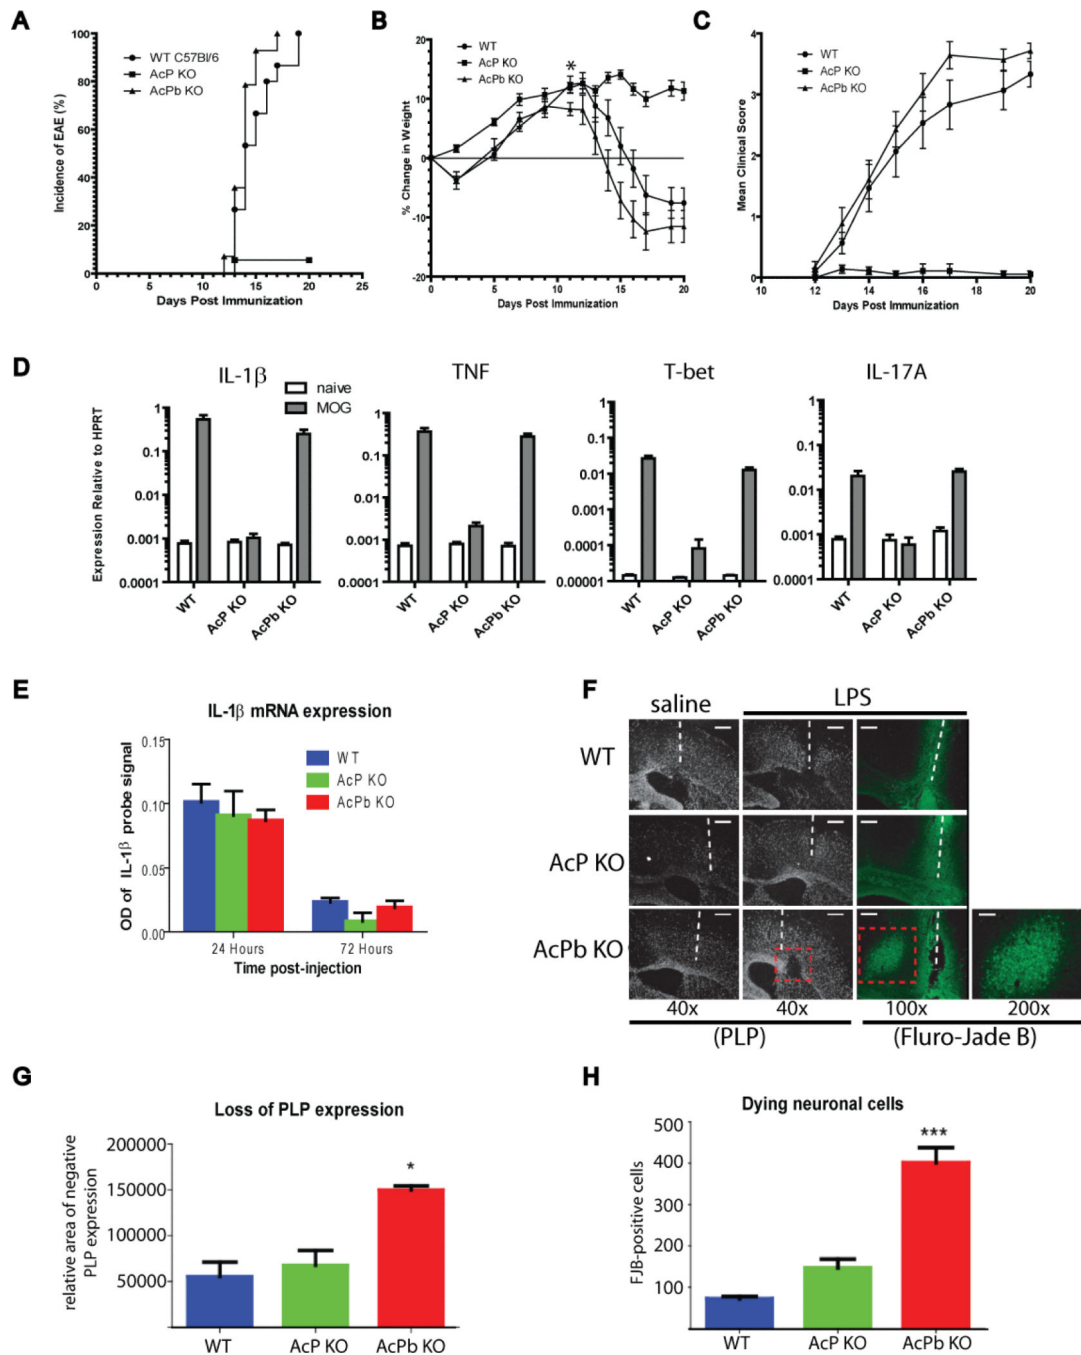 A
WT C57Bl/6
AcP KO
AcPb KO
Incidence of EAE (%)
100
80
60
40
20
0
0 5 10 15 20 25
Days Post Immunization
B
WT
AcP KO
AcPb KO
*
% Change in Weight
20
10
0
-10
-20
0 5 10 15 20
Days Post Immunization
C
WT
AcP KO
AcPb KO
Mean Clinical Score
4
3
2
1
0
10 12 14 16 18 20
Days Post Immunization
D
IL-1β
naive
MOG
Expression Relative to HPRT
1
0.1
0.01
0.001
0.0001
WT AcP KO AcPb KO
TNF
1
0.1
0.01
0.001
0.0001
WT AcP KO AcPb KO
T-bet
1
0.1
0.01
0.001
0.0001
0.00001
WT AcP KO AcPb KO
IL-17A
1
0.1
0.01
0.001
0.0001
WT AcP KO AcPb KO
E
IL-1β mRNA expression
WT
AcP KO
AcPb KO
OD of IL-1β probe signal
0.15
0.10
0.05
0.00
24 Hours 72 Hours
Time post-injection
F
saline LPS
WT
AcP KO
AcPb KO
40x 40x 100x 200x
(PLP) (Fluro-Jade B)
G
Loss of PLP expression
relative area of negative
PLP expression
200000
150000
100000
50000
*
WT AcP KO AcPb KO
H
Dying neuronal cells
FJB-positive cells
500
400
300
200
100
***
WT AcP KO AcPb KO